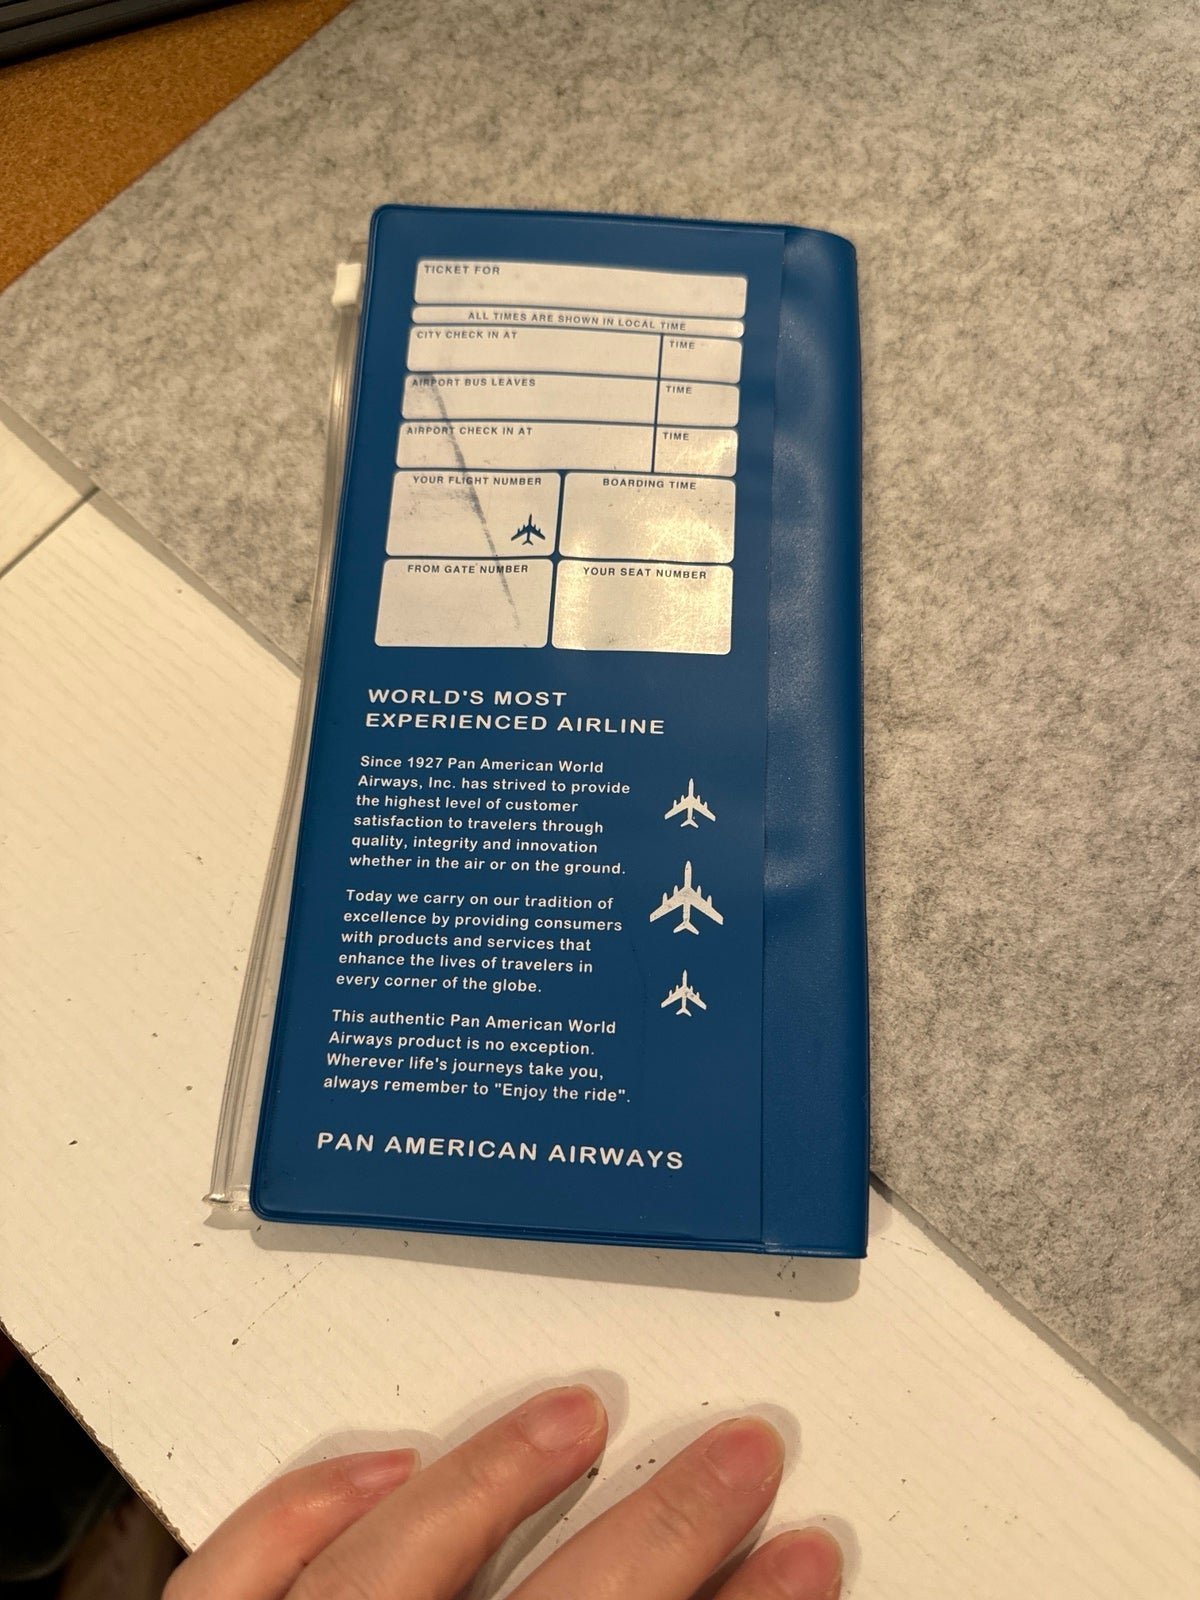 TICKET FOR
ALL TIMES ARE SHOWN IN LOCAL TIME
CITY CHECK IN AT
TIME
AIRPORT BUS LEAVES
TIME
AIRPORT CHECK IN AT
TIME
YOUR FLIGHT NUMBER
BOARDING TIME
FROM GATE NUMBER
YOUR SEAT NUMBER
WORLD'S MOST
EXPERIENCED AIRLINE
Since 1927 Pan American World
Airways, Inc. has strived to provide
the highest level of customer
satisfaction to travelers through
quality, integrity and innovation
whether in the air or on the ground.
Today we carry on our tradition of
excellence by providing consumers
with products and services that
enhance the lives of travelers in
every corner of the globe.
This authentic Pan American World
Airways product is no exception.
Wherever life's journeys take you,
always remember to "Enjoy the ride".
PAN AMERICAN AIRWAYS